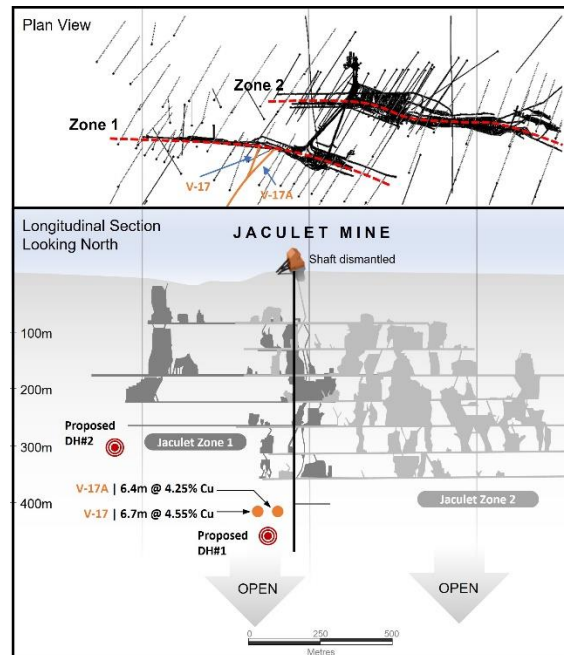 Plan View
Zone 2
Zone 1
V-17
V-17A
Longitudinal Section
Looking North
JACULET MINE
Shaft dismantled
100m
200m
300m
400m
Proposed
DH#2
Jaculet Zone 1
V-17A | 6.4m @ 4.25% Cu
V-17 | 6.7m @ 4.55% Cu
Jaculet Zone 2
Proposed
DH#1
OPEN
OPEN
0 250 500
Metres